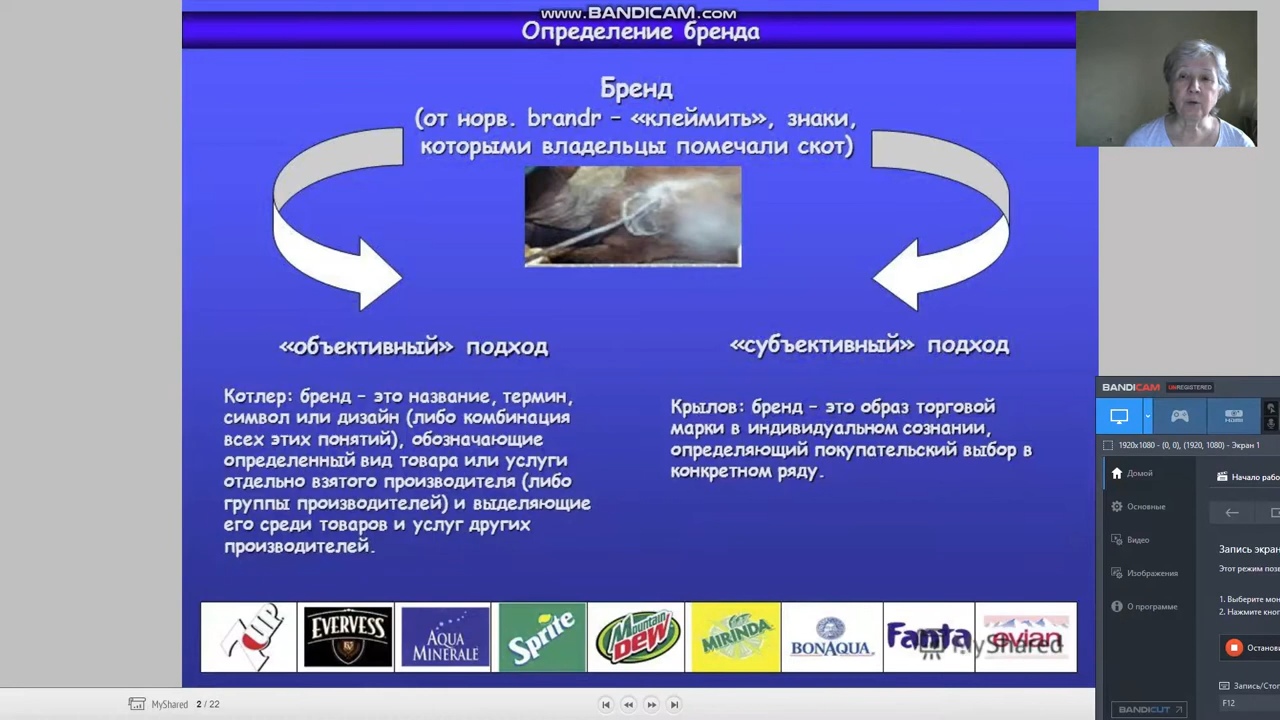 www.BANDICAM.com
Определение бренда
Бренд
(от норв. brandr – «клеймить», знаки,
которыми владельцы помечали скот)
«объективный» подход
Котлер: бренд – это название, термин,
символ или дизайн (либо комбинация
всех этих понятий), обозначающие
определенный вид товара или услуги
отдельно взятого производителя (либо
группы производителей) и выделяющие
его среди товаров и услуг других
производителей.
«субъективный» подход
Крылов: бренд – это образ торговой
марки в индивидуальном сознании,
определяющий покупательский выбор в
конкретном ряду.
7UP
EVERVESS
AQUA
MINERALE
Sprite
Mountain
DEW
MIRINDA
BONAQUA
Fanta
evian
MyShared
MyShared 2 / 22
BANDICAM UNREGISTERED
1920x1080 - (0, 0), (1920, 1080) - Экран 1
Домой
Основные
Видео
Изображения
О программе
BANDICUT
Начало рабо
Запись экран
Этот режим позв
1. Выберите мон
2. Нажмите кноп
Останови
Запись/Стоп
F12